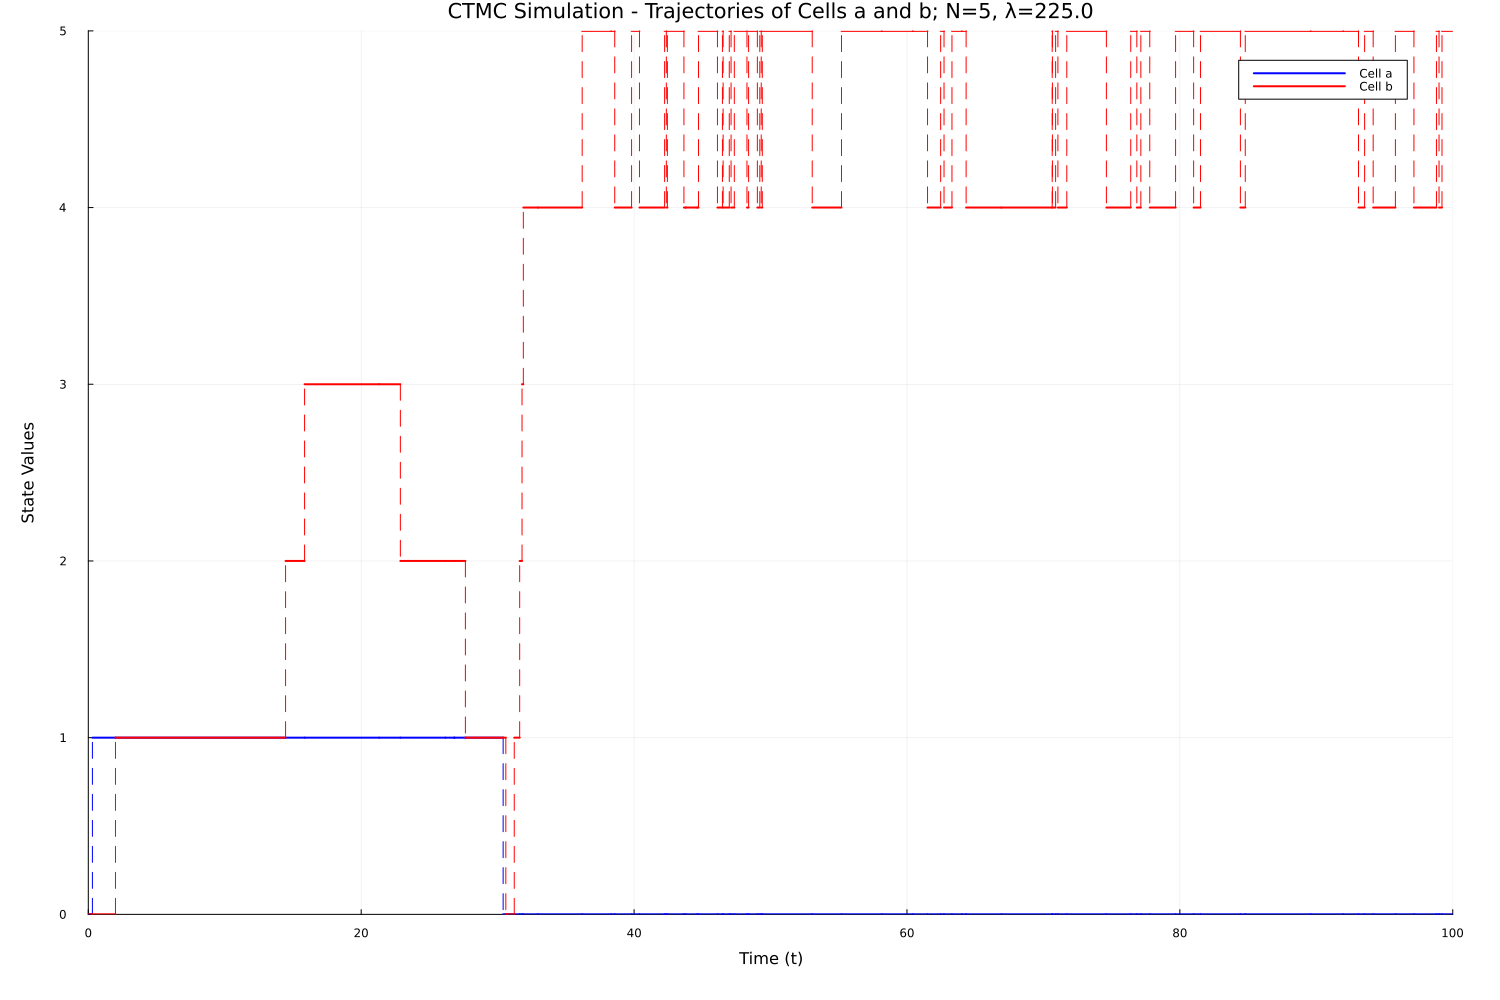 CTMC Simulation - Trajectories of Cells a and b; N=5, λ=225.0
5
Cell a
Cell b
4
3
State Values
2
1
0
0 20 40 60 80 100
Time (t)